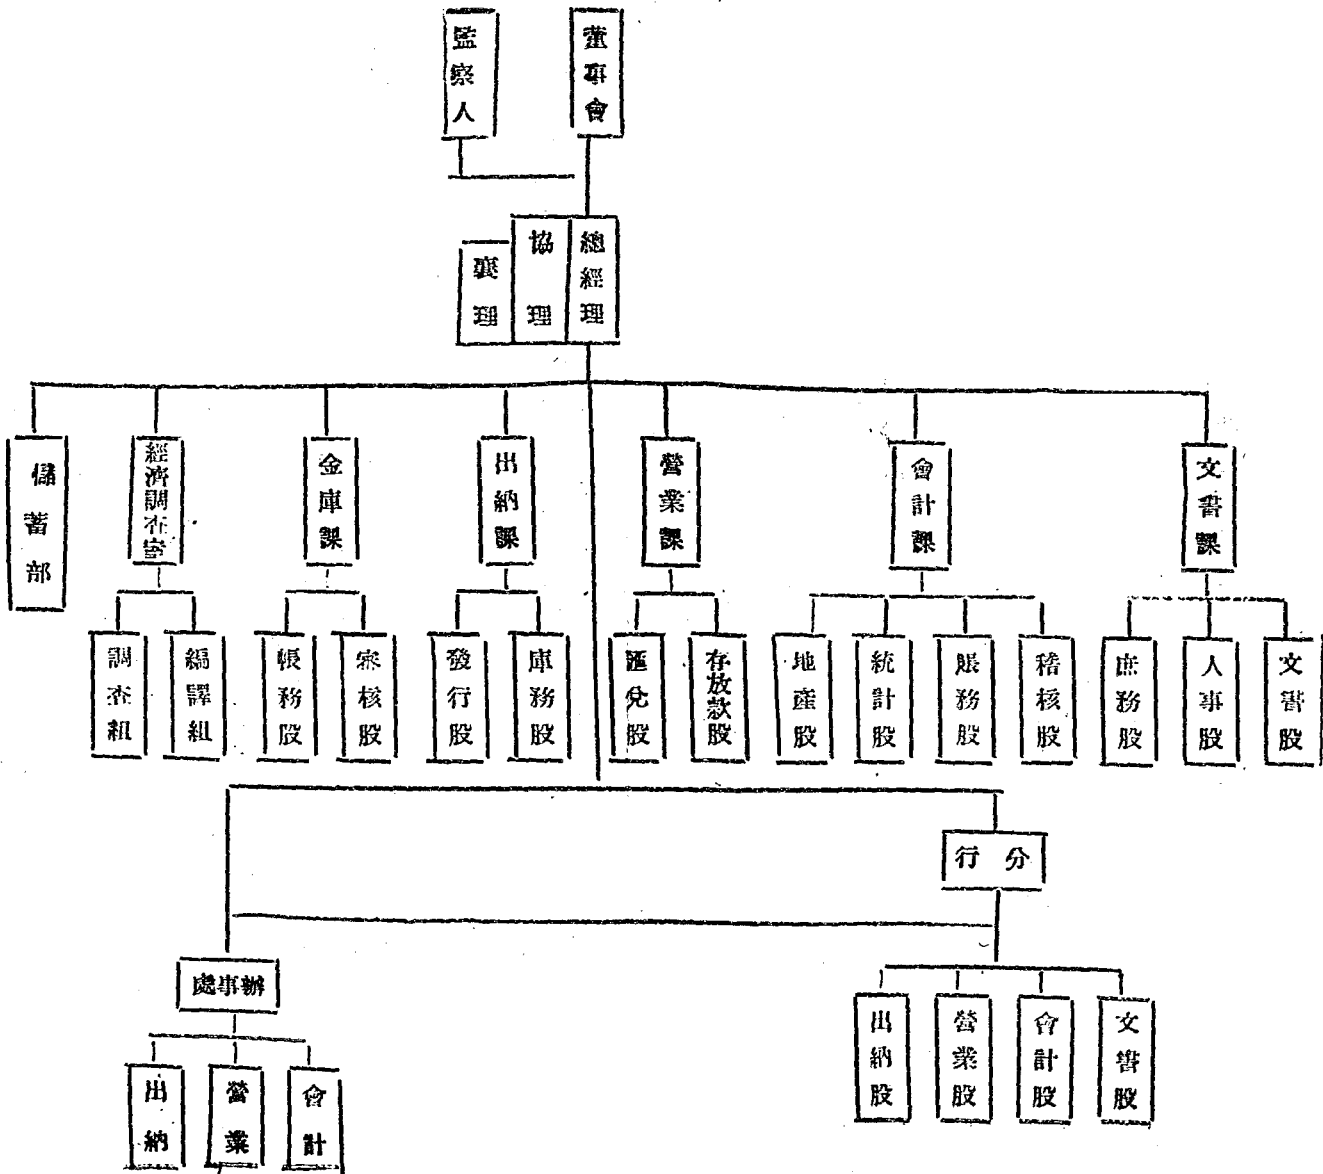 董事會
監察人
總經理
協理
襄理
文書課
會計課
營業課
出納課
金庫課
經濟調查室
儲蓄部
文書股
人事股
庶務股
稽核股
賬務股
統計股
地產股
存放款股
匯兌股
庫務股
發行股
審核股
帳務股
編譯組
調查組
分行
辦事處
文書股
會計股
營業股
出納股
會計
營業
出納